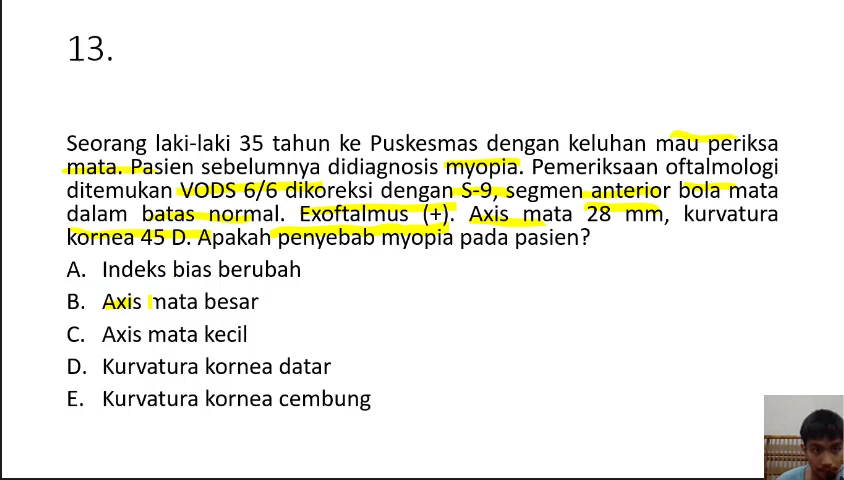 13.
Seorang laki-laki 35 tahun ke Puskesmas dengan keluhan mau periksa
mata. Pasien sebelumnya didiagnosis myopia. Pemeriksaan oftalmologi
ditemukan VODS 6/6 dikoreksi dengan S-9, segmen anterior bola mata
dalam batas normal. Exoftalmus (+). Axis mata 28 mm, kurvatura
kornea 45 D. Apakah penyebab myopia pada pasien?
A. Indeks bias berubah
B. Axis mata besar
C. Axis mata kecil
D. Kurvatura kornea datar
E. Kurvatura kornea cembung